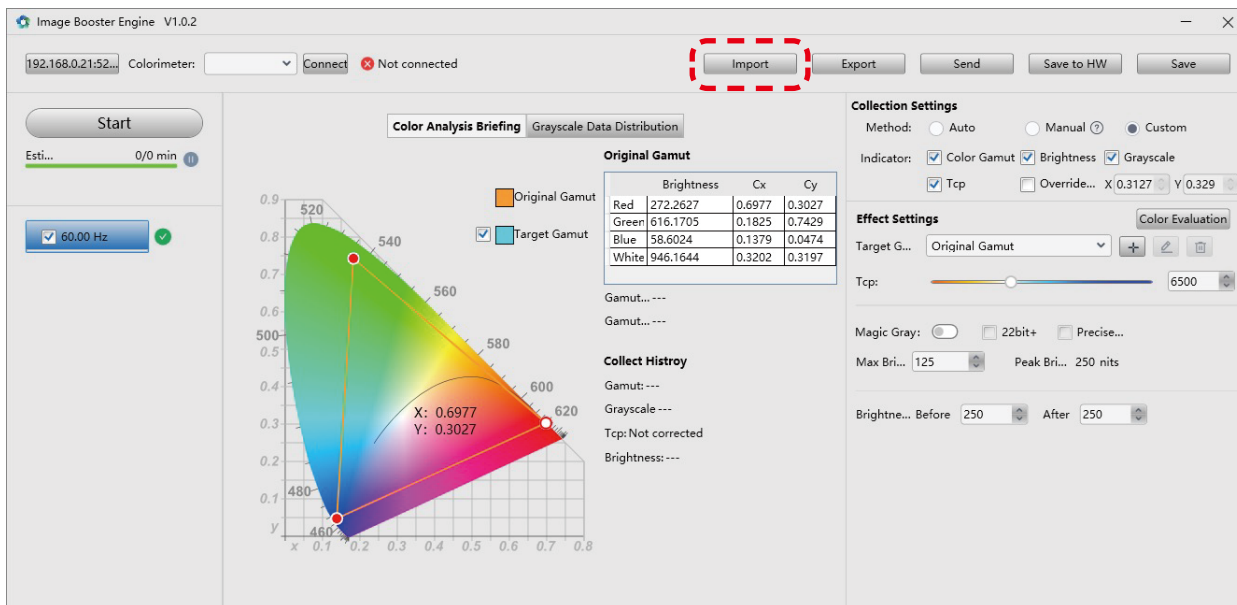 Image Booster Engine V1.0.2
192.168.0.21:52... Colorimeter: Connect Not connected Import Export Send Save to HW Save
Start
Esti... 0/0 min
60.00 Hz
Color Analysis Briefing Grayscale Data Distribution
Original Gamut
Target Gamut
0.9
0.8
0.7
0.6
0.5
0.4
0.3
0.2
0.1
y
x 0.1 0.2 0.3 0.4 0.5 0.6 0.7 0.8
520
540
560
500
580
600
620
480
460
X: 0.6977
Y: 0.3027
Original Gamut
Brightness Cx Cy
Red 272.2627 0.6977 0.3027
Green 616.1705 0.1825 0.7429
Blue 58.6024 0.1379 0.0474
White 946.1644 0.3202 0.3197
Gamut... ---
Gamut... ---
Collect Histroy
Gamut: ---
Grayscale ---
Tcp: Not corrected
Brightness: ---
Collection Settings
Method: Auto Manual ? Custom
Indicator: Color Gamut Brightness Grayscale
Tcp Override... X 0.3127 Y 0.329
Effect Settings Color Evaluation
Target G... Original Gamut +
Tcp: 6500
Magic Gray: 22bit+ Precise...
Max Bri... 125 Peak Bri... 250 nits
Brightne... Before 250 After 250